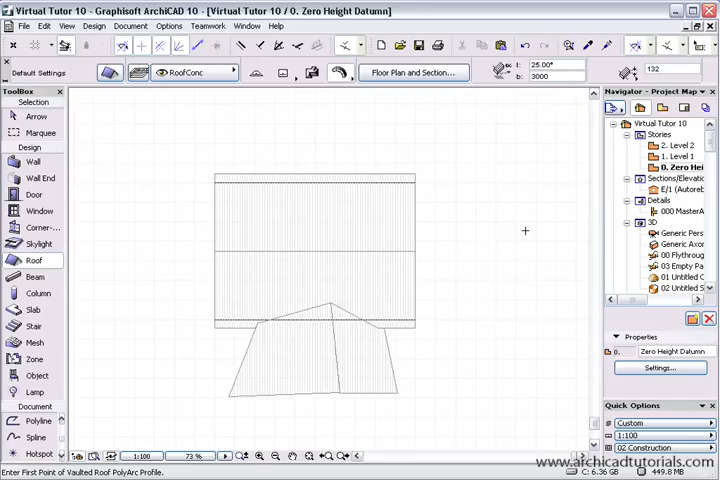 Virtual Tutor 10 - Graphisoft ArchiCAD 10 - [Virtual Tutor 10 / 0. Zero Height Datumn]
File Edit View Design Document Options Teamwork Window Help
Default Settings
RoofConc
Floor Plan and Section...
t: 25.00°
b: 3000
132
ToolBox
Selection
Arrow
Marquee
Design
Wall
Wall End
Door
Window
Corner-...
Skylight
Roof
Beam
Column
Slab
Stair
Mesh
Zone
Object
Lamp
Document
Polyline
Spline
Hotspot
Navigator - Project Map
Virtual Tutor 10
Stories
2. Level 2
1. Level 1
0. Zero Hei
Sections/Elevatio
E/1 (Autoreb
Details
000 MasterA
3D
Generic Pers
Generic Axon
00 Flythroug
03 Empty Pa
01 Untitled C
02 Untitled S
Properties
0. Zero Height Datumn
Settings...
Quick Options
Custom
1:100
02 Construction
1:100
73 %
www.archicadtutorials.com
Enter First Point of Vaulted Roof PolyArc Profile.
C: 6.36 GB
449.8 MB